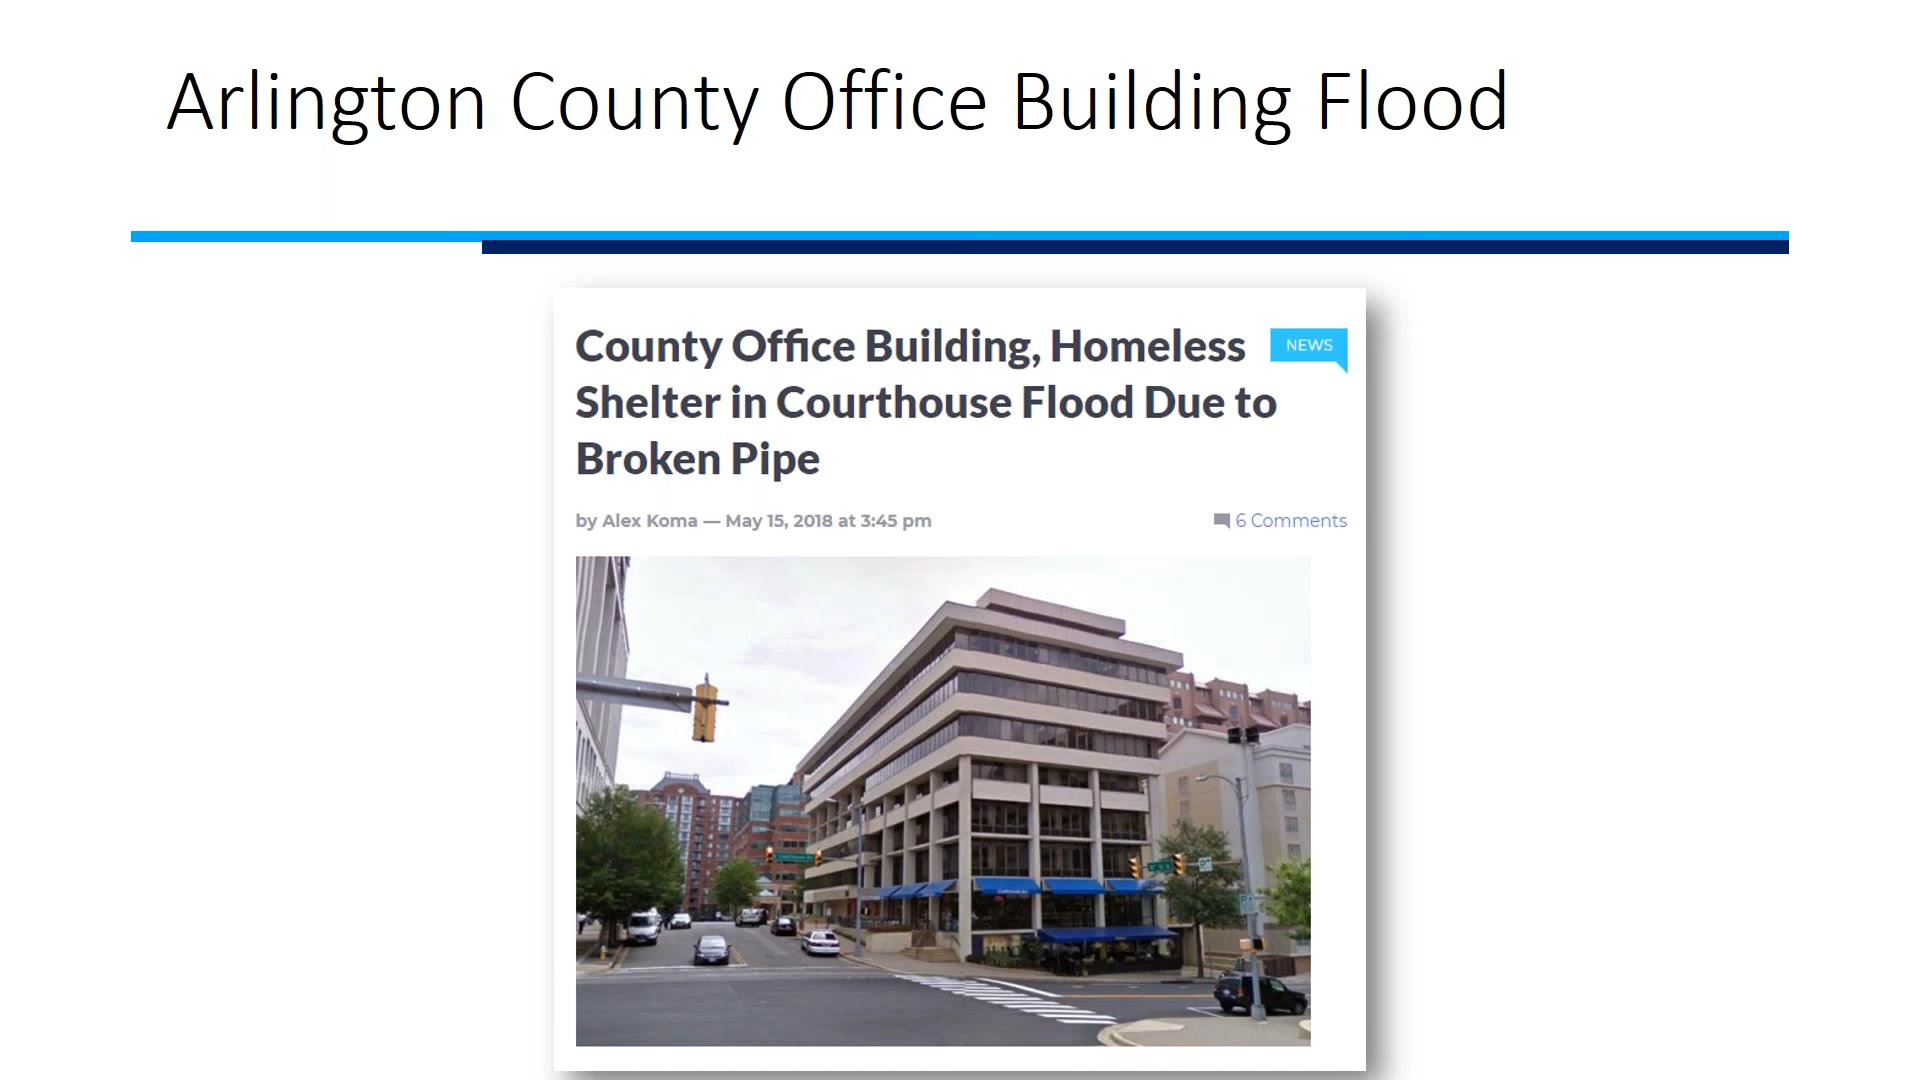 Arlington County Office Building Flood
County Office Building, Homeless
NEWS
Shelter in Courthouse Flood Due to
Broken Pipe
by Alex Koma — May 15, 2018 at 3:45 pm
6 Comments